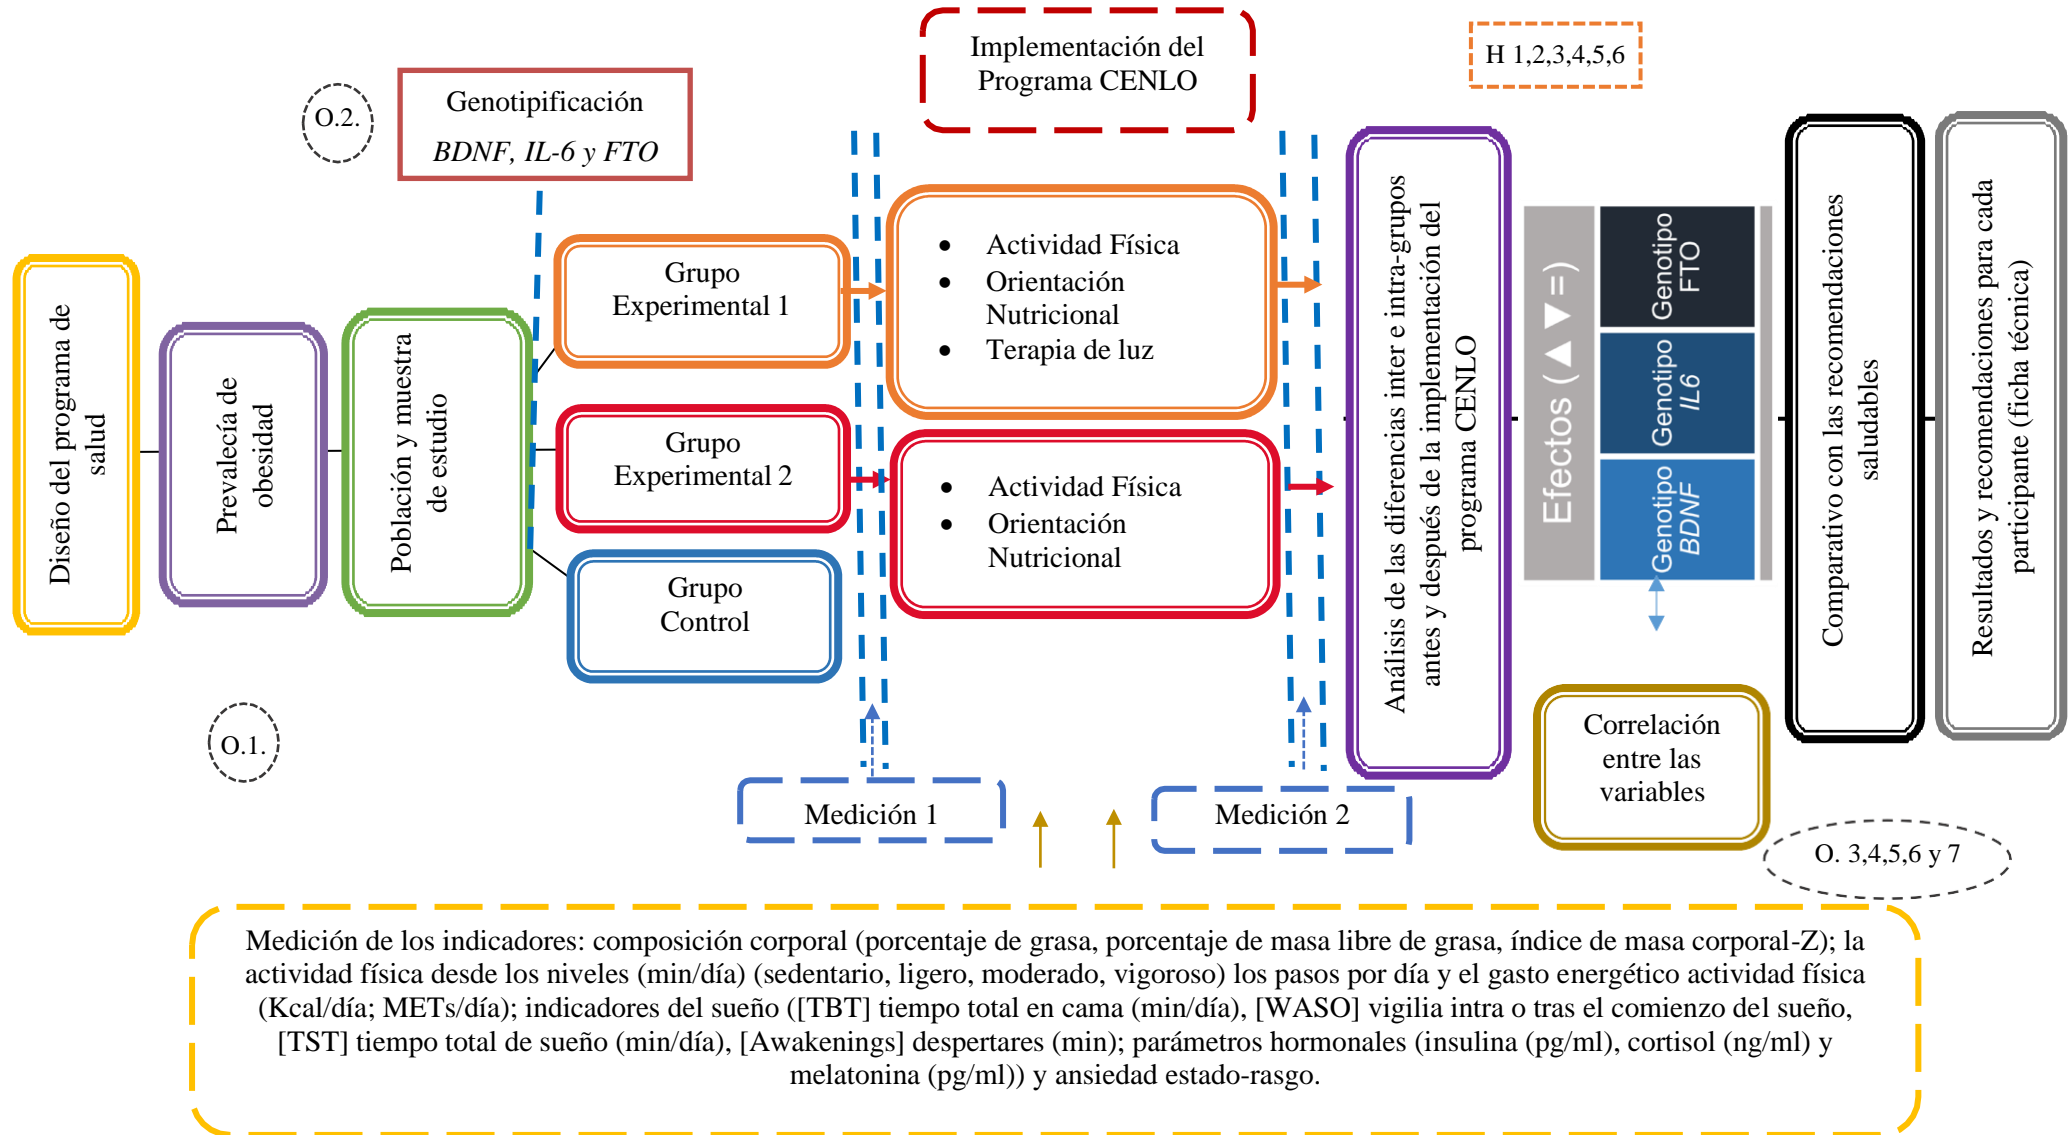 Implementación del
Programa CENLO
H 1,2,3,4,5,6
O.2.
Genotipificación
BDNF, IL-6 y FTO
Diseño del programa de
salud
Prevalecía de
obesidad
Población y muestra
de estudio
Grupo
Experimental 1
Grupo
Experimental 2
Grupo
Control
• Actividad Física
• Orientación
Nutricional
• Terapia de luz
• Actividad Física
• Orientación
Nutricional
Análisis de las diferencias inter e intra-grupos
antes y después de la implementación del
programa CENLO
Efectos (▲ ▼ =)
Genotipo
FTO
Genotipo
IL6
Genotipo
BDNF
Comparativo con las recomendaciones
saludables
Resultados y recomendaciones para cada
participante (ficha técnica)
O.1.
Medición 1
Medición 2
Correlación
entre las
variables
O. 3,4,5,6 y 7
Medición de los indicadores: composición corporal (porcentaje de grasa, porcentaje de masa libre de grasa, índice de masa corporal-Z); la
actividad física desde los niveles (min/día) (sedentario, ligero, moderado, vigoroso) los pasos por día y el gasto energético actividad física
(Kcal/día; METs/día); indicadores del sueño ([TBT] tiempo total en cama (min/día), [WASO] vigilia intra o tras el comienzo del sueño,
[TST] tiempo total de sueño (min/día), [Awakenings] despertares (min); parámetros hormonales (insulina (pg/ml), cortisol (ng/ml) y
melatonina (pg/ml)) y ansiedad estado-rasgo.